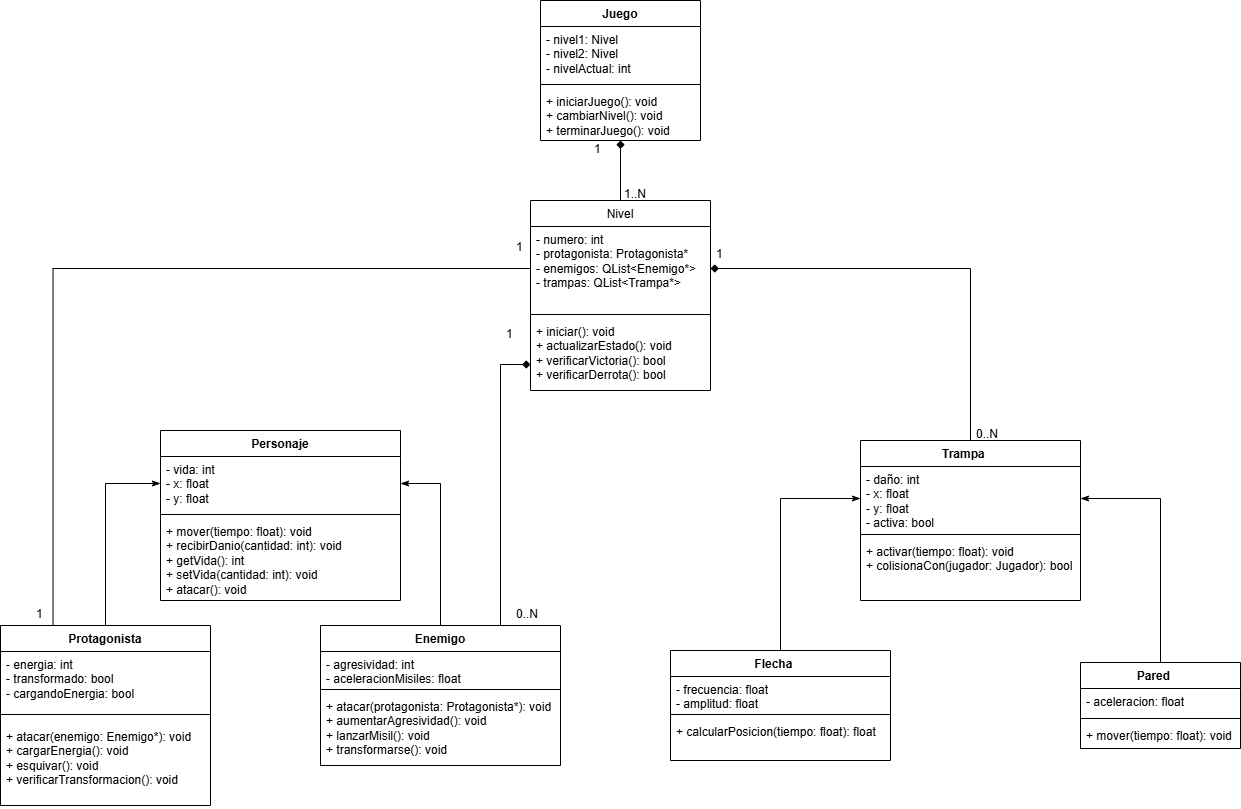 Juego
- nivel1: Nivel
- nivel2: Nivel
- nivelActual: int
+ iniciarJuego(): void
+ cambiarNivel(): void
+ terminarJuego(): void
1
1..N
Nivel
- numero: int
- protagonista: Protagonista*
- enemigos: QList<Enemigo*>
- trampas: QList<Trampa*>
+ iniciar(): void
+ actualizarEstado(): void
+ verificarVictoria(): bool
+ verificarDerrota(): bool
1
1
1
Personaje
- vida: int
- x: float
- y: float
+ mover(tiempo: float): void
+ recibirDanio(cantidad: int): void
+ getVida(): int
+ setVida(cantidad: int): void
+ atacar(): void
0..N
Trampa
- daño: int
- x: float
- y: float
- activa: bool
+ activar(tiempo: float): void
+ colisionaCon(jugador: Jugador): bool
1
Protagonista
- energia: int
- transformado: bool
- cargandoEnergia: bool
+ atacar(enemigo: Enemigo*): void
+ cargarEnergia(): void
+ esquivar(): void
+ verificarTransformacion(): void
0..N
Enemigo
- agresividad: int
- aceleracionMisiles: float
+ atacar(protagonista: Protagonista*): void
+ aumentarAgresividad(): void
+ lanzarMisil(): void
+ transformarse(): void
Flecha
- frecuencia: float
- amplitud: float
+ calcularPosicion(tiempo: float): float
Pared
- aceleracion: float
+ mover(tiempo: float): void